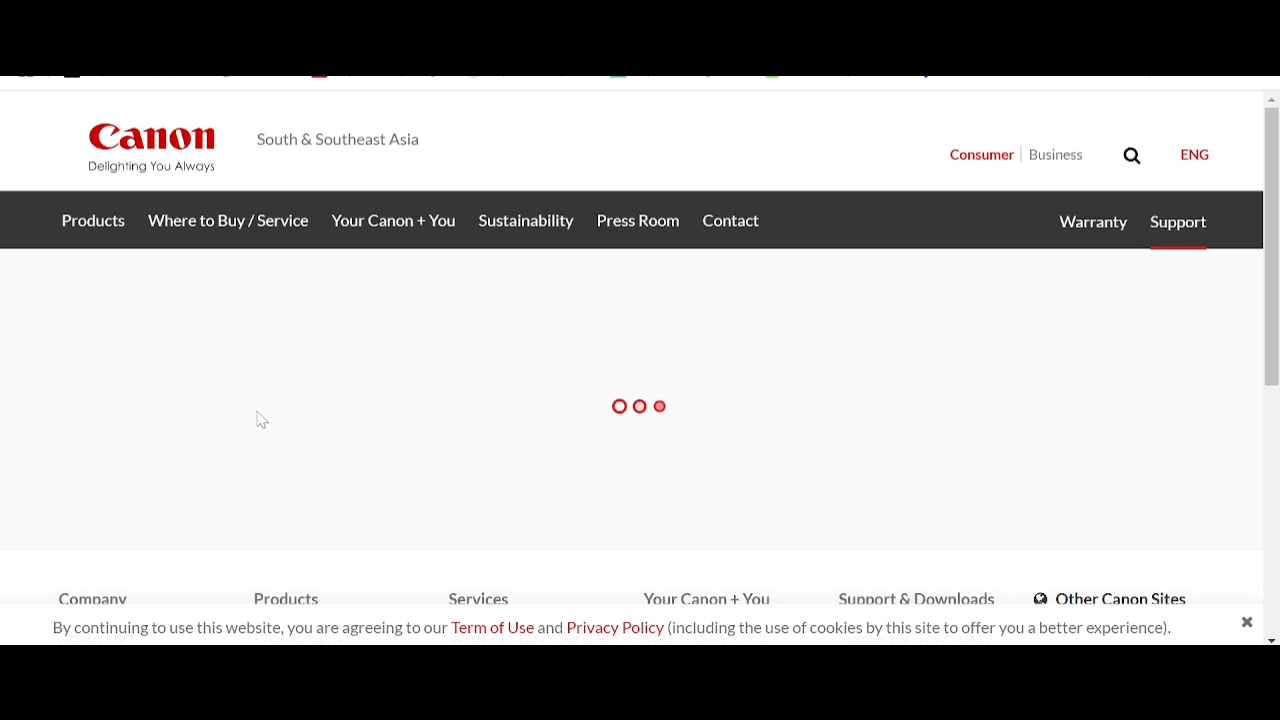 Canon
Delighting You Always
South & Southeast Asia
Consumer Business
ENG
Products Where to Buy / Service Your Canon + You Sustainability Press Room Contact Warranty Support
Company Products Services Your Canon + You Support & Downloads Other Canon Sites
By continuing to use this website, you are agreeing to our Term of Use and Privacy Policy (including the use of cookies by this site to offer you a better experience).